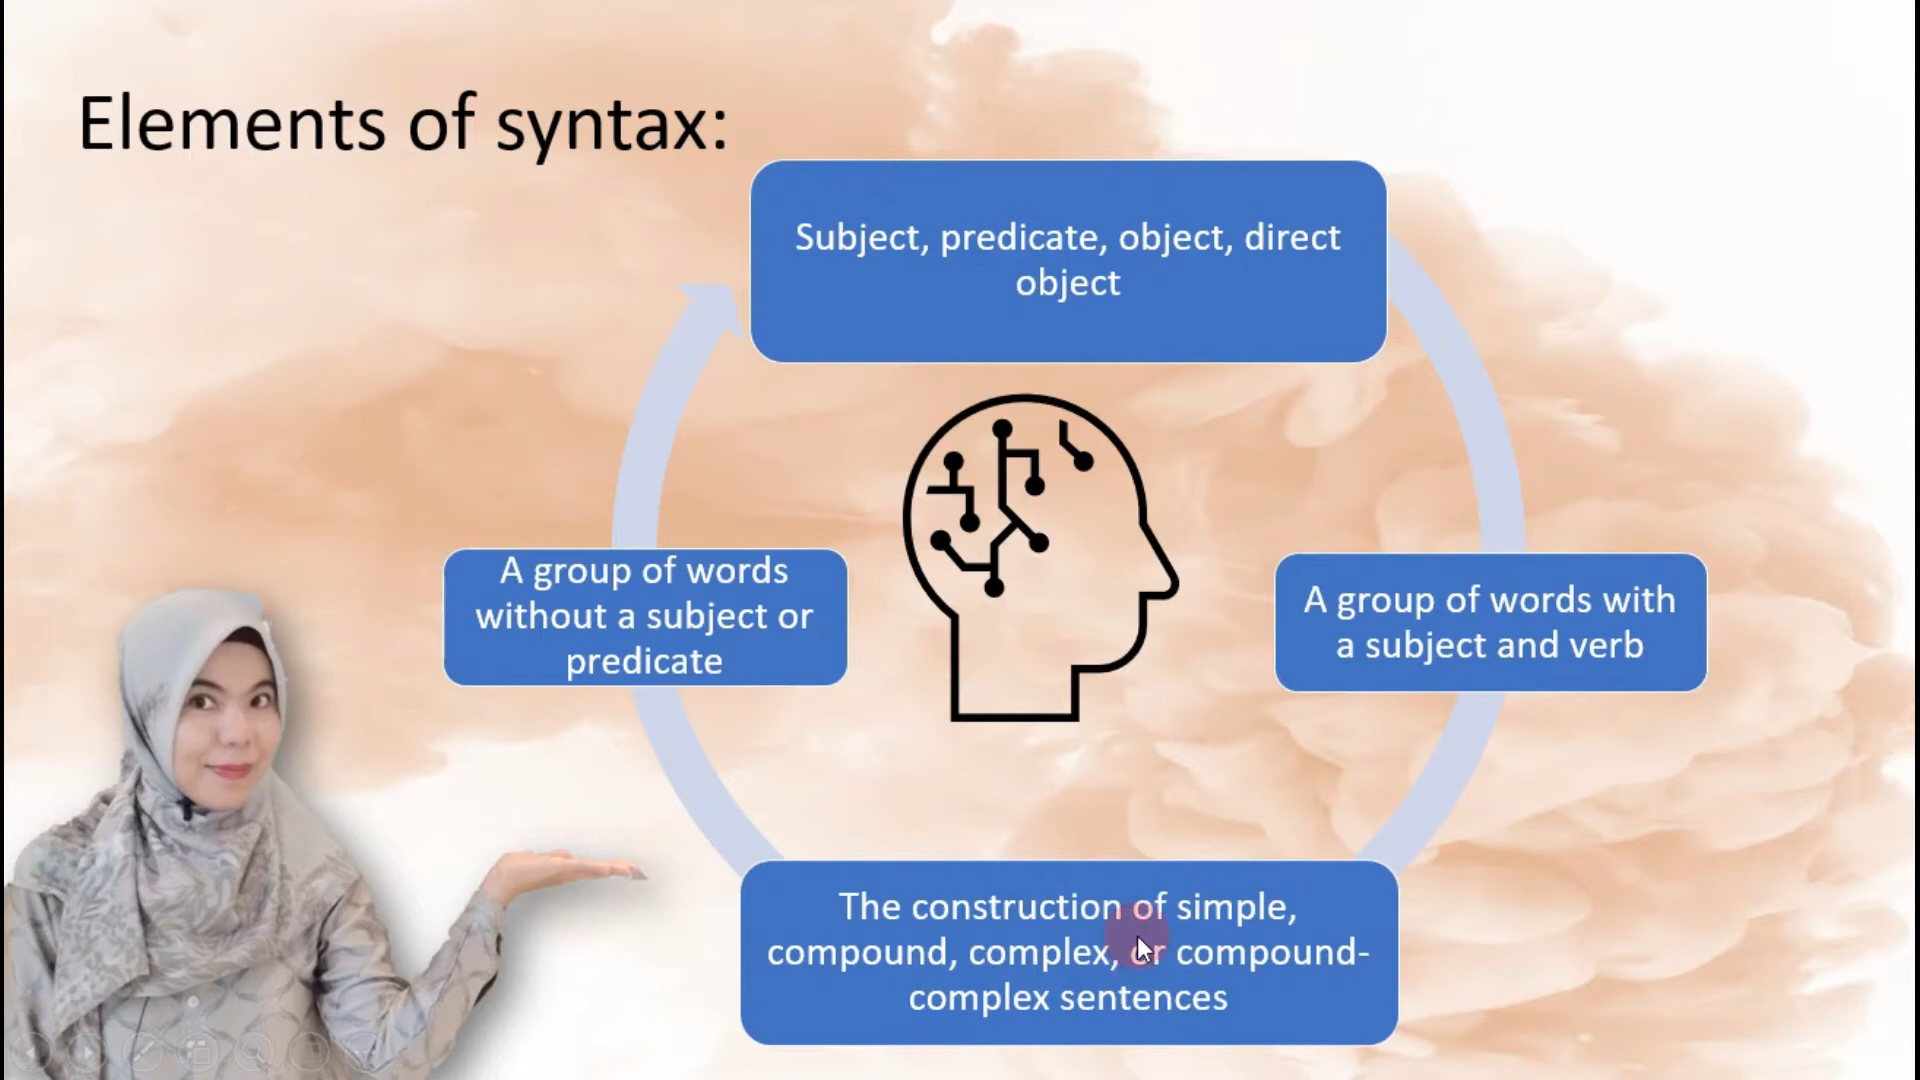 Elements of syntax:
Subject, predicate, object, direct
object
A group of words
without a subject or
predicate
A group of words with
a subject and verb
The construction of simple,
compound, complex, or compound-
complex sentences